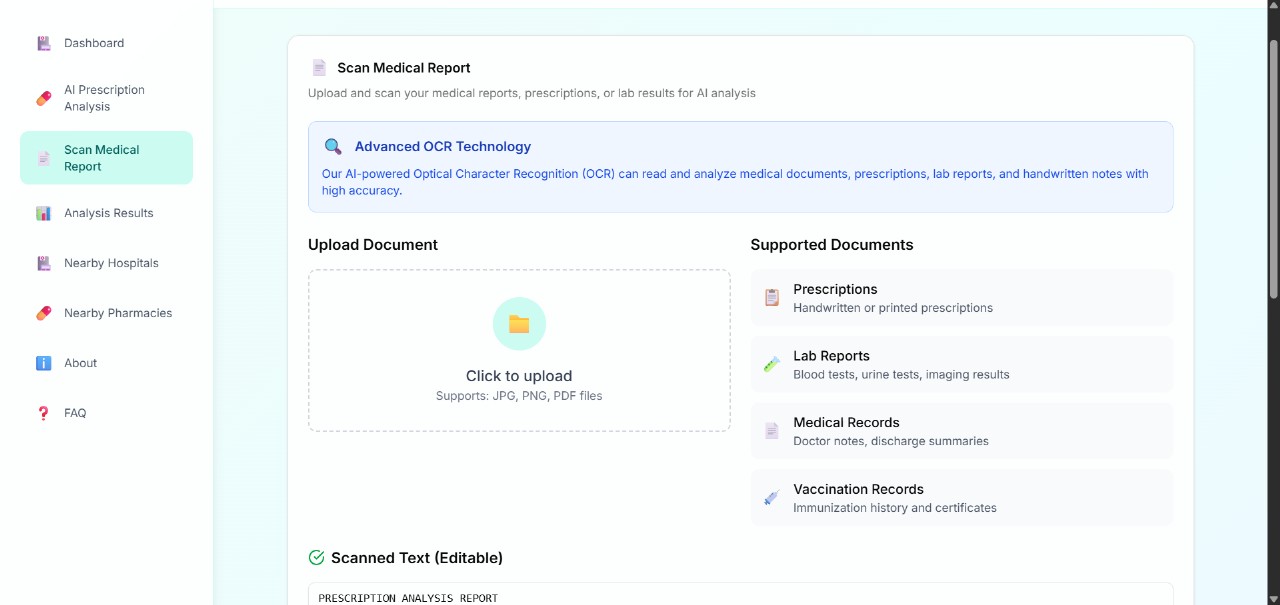 Dashboard
AI Prescription
Analysis
Scan Medical
Report
Analysis Results
Nearby Hospitals
Nearby Pharmacies
About
FAQ
Scan Medical Report
Upload and scan your medical reports, prescriptions, or lab results for AI analysis
Advanced OCR Technology
Our AI-powered Optical Character Recognition (OCR) can read and analyze medical documents, prescriptions, lab reports, and handwritten notes with
high accuracy.
Upload Document
Click to upload
Supports: JPG, PNG, PDF files
Supported Documents
Prescriptions
Handwritten or printed prescriptions
Lab Reports
Blood tests, urine tests, imaging results
Medical Records
Doctor notes, discharge summaries
Vaccination Records
Immunization history and certificates
Scanned Text (Editable)
PRESCRIPTION ANALYSIS REPORT